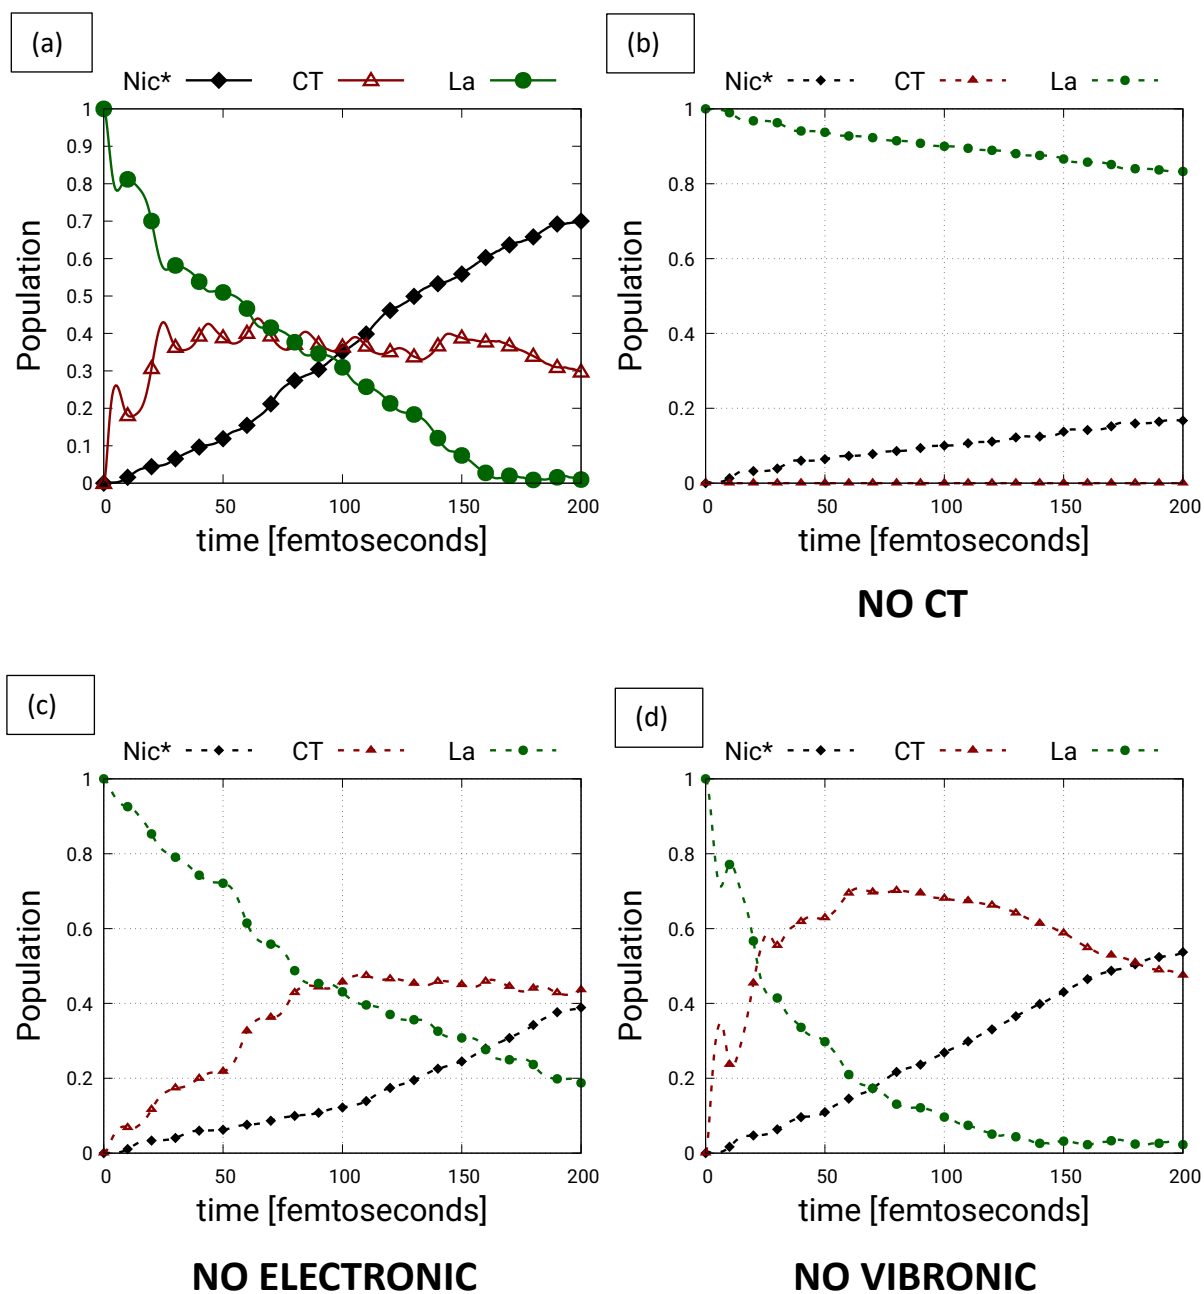 (a)
Nic* CT La
1
0.9
0.8
0.7
0.6
0.5
0.4
0.3
0.2
0.1
0
Population
0 50 100 150 200
time [femtoseconds]
(b)
Nic* CT La
1
0.8
0.6
0.4
0.2
0
Population
0 50 100 150 200
time [femtoseconds]
NO CT
(c)
Nic* CT La
1
0.8
0.6
0.4
0.2
0
Population
0 50 100 150 200
time [femtoseconds]
NO ELECTRONIC
(d)
Nic* CT La
1
0.8
0.6
0.4
0.2
0
Population
0 50 100 150 200
time [femtoseconds]
NO VIBRONIC